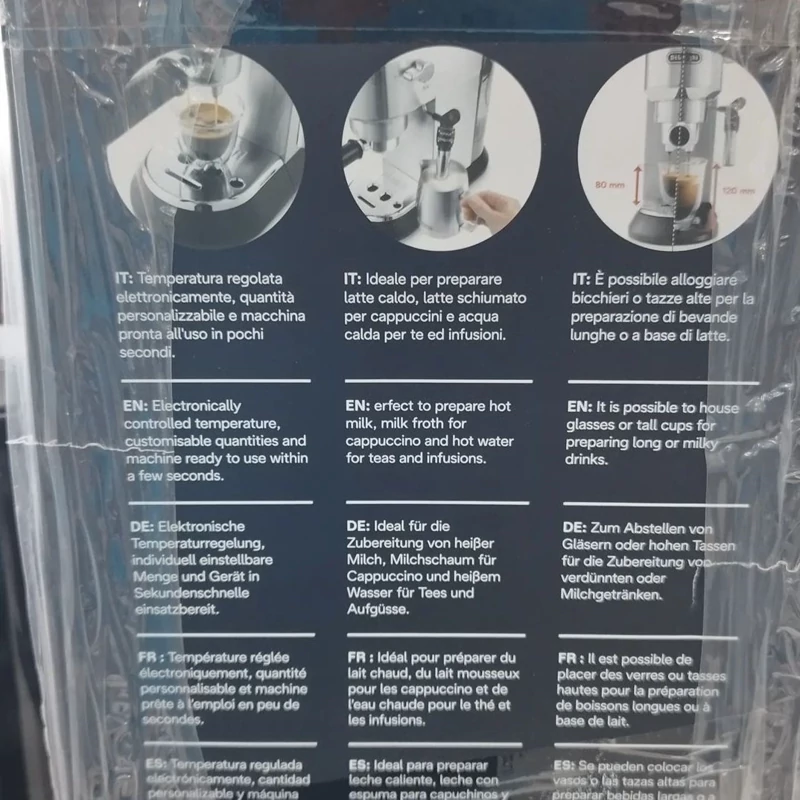 DeLonghi
80 mm
120 mm
IT: Temperatura regolata
elettronicamente, quantità
personalizzabile e macchina
pronta all'uso in pochi
secondi.
EN: Electronically
controlled temperature,
customisable quantities and
machine ready to use within
a few seconds.
DE: Elektronische
Temperaturregelung,
individuell einstellbare
Menge und Gerät in
Sekundenschnelle
einsatzbereit.
FR : Température réglée
électroniquement, quantité
personnalisable et machine
prête à l'emploi en peu de
secondes.
ES: Temperatura regulada
electrónicamente, cantidad
personalizable y máquina
IT: Ideale per preparare
latte caldo, latte schiumato
per cappuccini e acqua
calda per te ed infusioni.
EN: erfect to prepare hot
milk, milk froth for
cappuccino and hot water
for teas and infusions.
DE: Ideal für die
Zubereitung von heißer
Milch, Milchschaum für
Cappuccino und heißem
Wasser für Tees und
Aufgüsse.
FR : Idéal pour préparer du
lait chaud, du lait mousseux
pour les cappuccino et de
l'eau chaude pour le thé et
les infusions.
ES: Ideal para preparar
leche caliente, leche con
espuma para capuchinos y
IT: È possibile alloggiare
bicchieri o tazze alte per la
preparazione di bevande
lunghe o a base di latte.
EN: It is possible to house
glasses or tall cups for
preparing long or milky
drinks.
DE: Zum Abstellen von
Gläsern oder hohen Tassen
für die Zubereitung von
verdünnten oder
Milchgetränken.
FR : Il est possible de
placer des verres ou tasses
hautes pour la préparation
de boissons longues ou à
base de lait.
ES: Se pueden colocar los
vasos o las tazas altas para
preparar bebidas largas o a